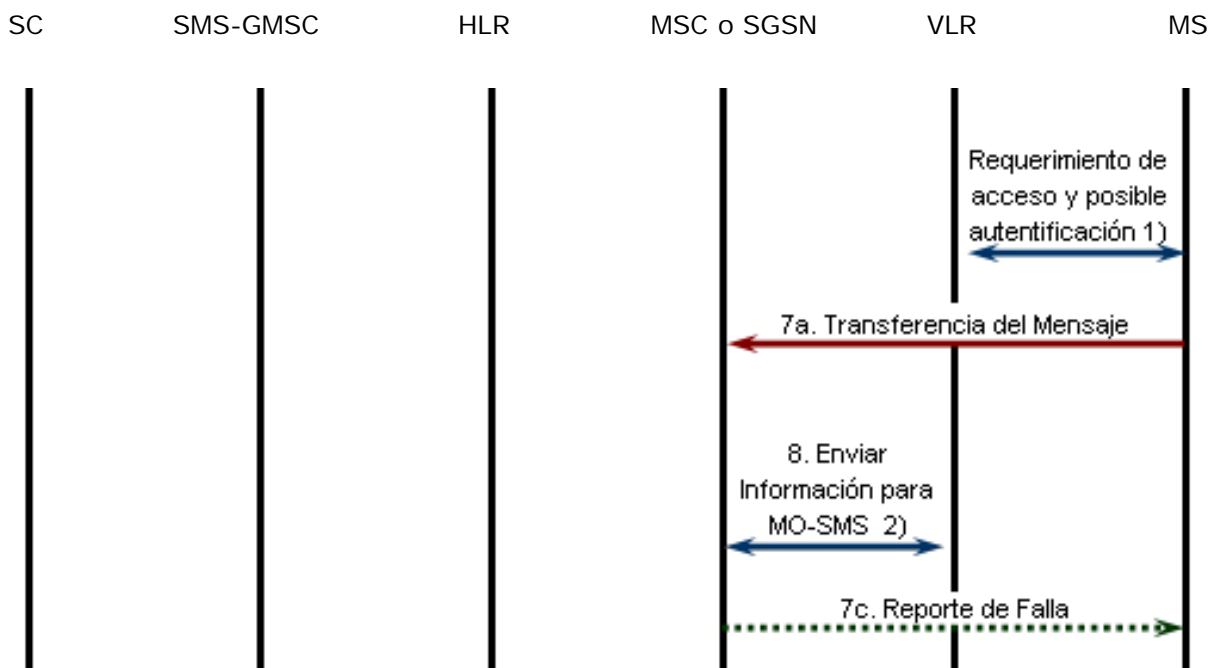 SC SMS-GMSC HLR MSC o SGSN VLR MS
Requerimiento de
acceso y posible
autentificación 1)
7a. Transferencia del Mensaje
8. Enviar
Información para
MO-SMS 2)
7c. Reporte de Falla